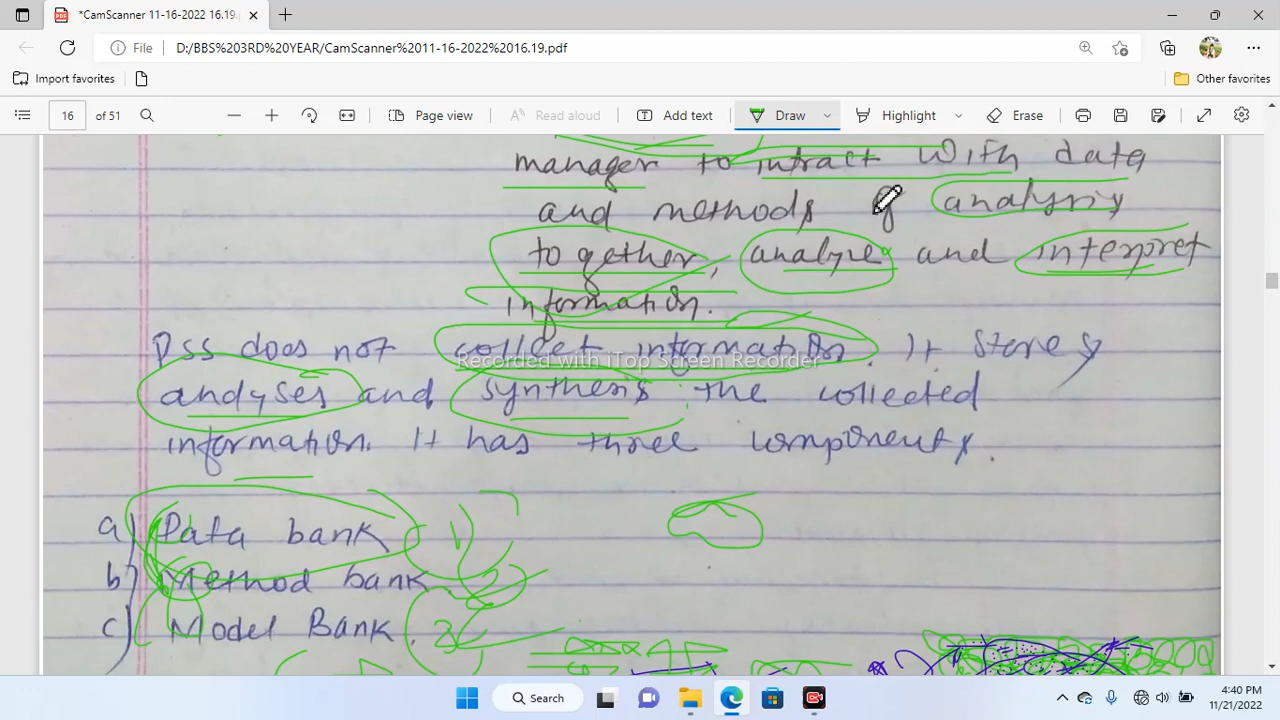 *CamScanner 11-16-2022 16.19.
File D:/BBS%203RD%20YEAR/CamScanner%2011-16-2022%2016.19.pdf
Import favorites Other favorites
16 of 51 Page view Read aloud Add text Draw Highlight Erase
manager to intract with data
and methods of analysis
to gether, analyze and interpret
information.
DSS does not collect information. It stores
Recorded with iTop Screen Recorder
analyses and synthesis the collected
information. It has three components.
a) Data bank 1)
b) Method bank 2)
c) Model Bank. 3
Search
4:40 PM
11/21/2022